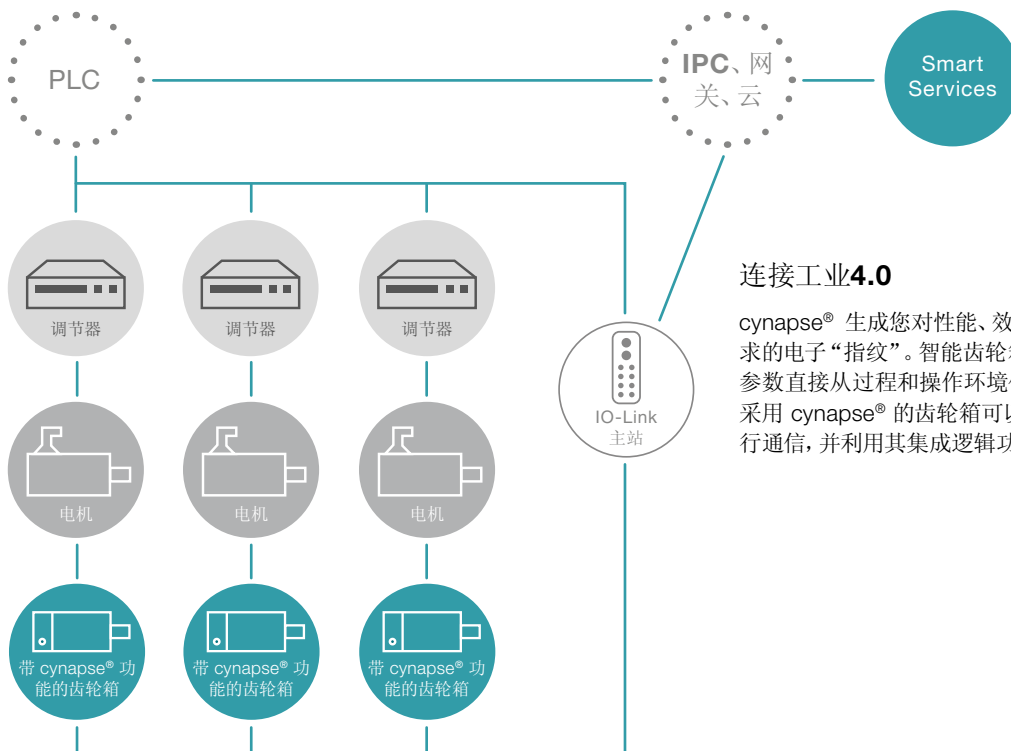 PLC
IPC、网
关、云
Smart
Services
调节器
调节器
调节器
连接工业4.0
cynapse® 生成您对性能、效
求的电子“指纹”。智能齿轮
参数直接从过程和操作环境
采用 cynapse® 的齿轮箱可
行通信，并利用其集成逻辑
IO-Link
主站
电机
电机
电机
带 cynapse® 功
能的齿轮箱
带 cynapse® 功
能的齿轮箱
带 cynapse® 功
能的齿轮箱